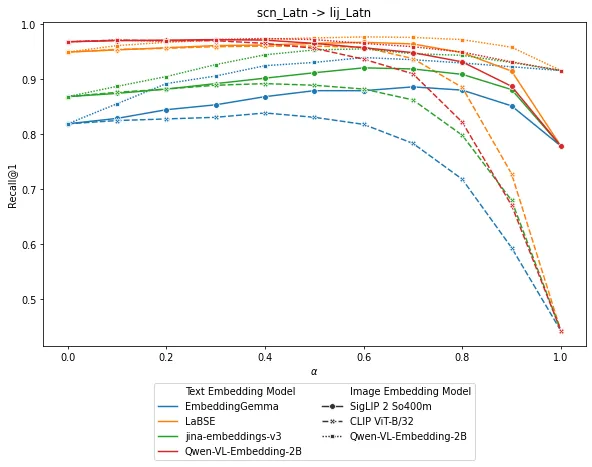 scn_Latn -> lij_Latn
1.0
0.9
0.8
0.7
0.6
0.5
Recall@1
0.0 0.2 0.4 0.6 0.8 1.0
α
Text Embedding Model Image Embedding Model
EmbeddingGemma SigLIP 2 So400m
LaBSE CLIP ViT-B/32
jina-embeddings-v3 Qwen-VL-Embedding-2B
Qwen-VL-Embedding-2B